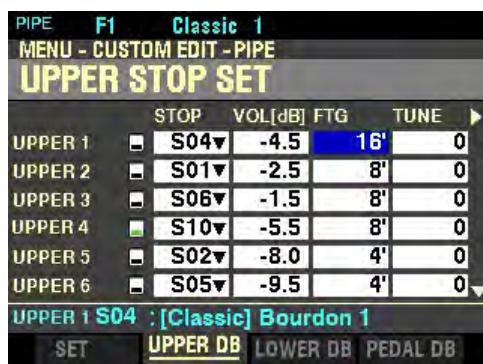 PIPE F1 Classic 1
MENU - CUSTOM EDIT - PIPE
UPPER STOP SET
STOP VOL[dB] FTG TUNE
UPPER 1 S04 -4.5 16' 0
UPPER 2 S01 -2.5 8' 0
UPPER 3 S06 -1.5 8' 0
UPPER 4 S10 -5.5 8' 0
UPPER 5 S02 -8.0 4' 0
UPPER 6 S05 -9.5 4' 0
UPPER 1 S04 : [Classic] Bourdon 1
SET UPPER DB LOWER DB PEDAL DB